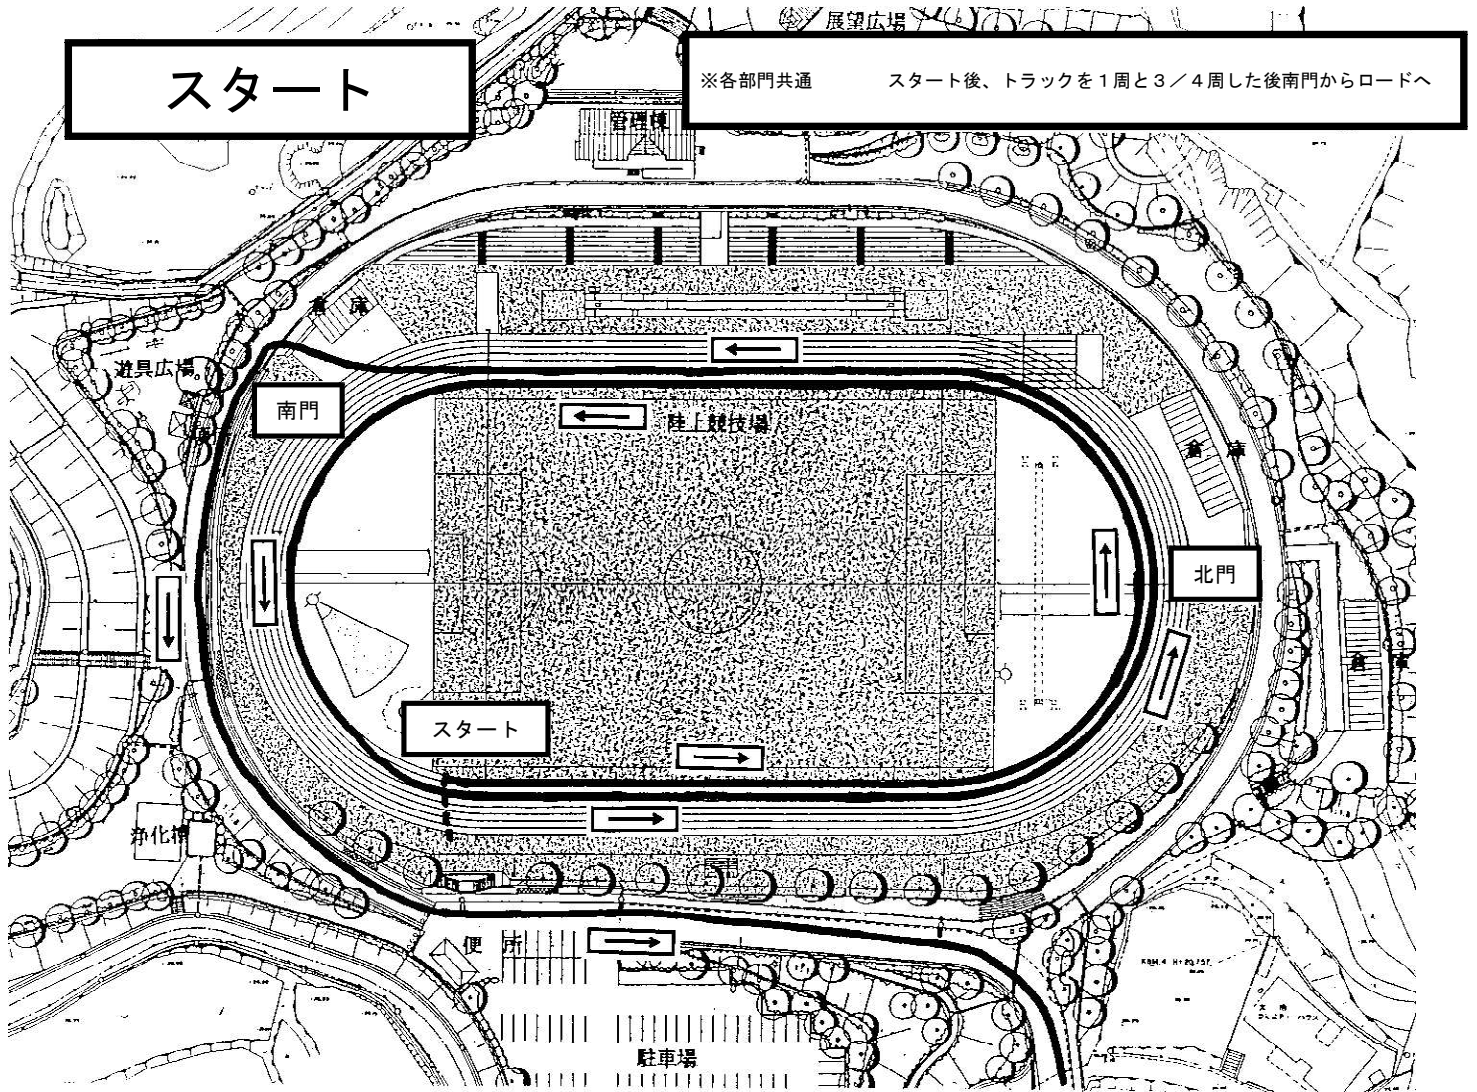 展望広場
スタート
※各部門共通　　　　スタート後、トラックを１周と３／４周した後南門からロードへ
管理棟
倉庫
遊具広場
南門
陸上競技場
倉庫
北門
倉庫
スタート
浄化槽
便所
駐車場